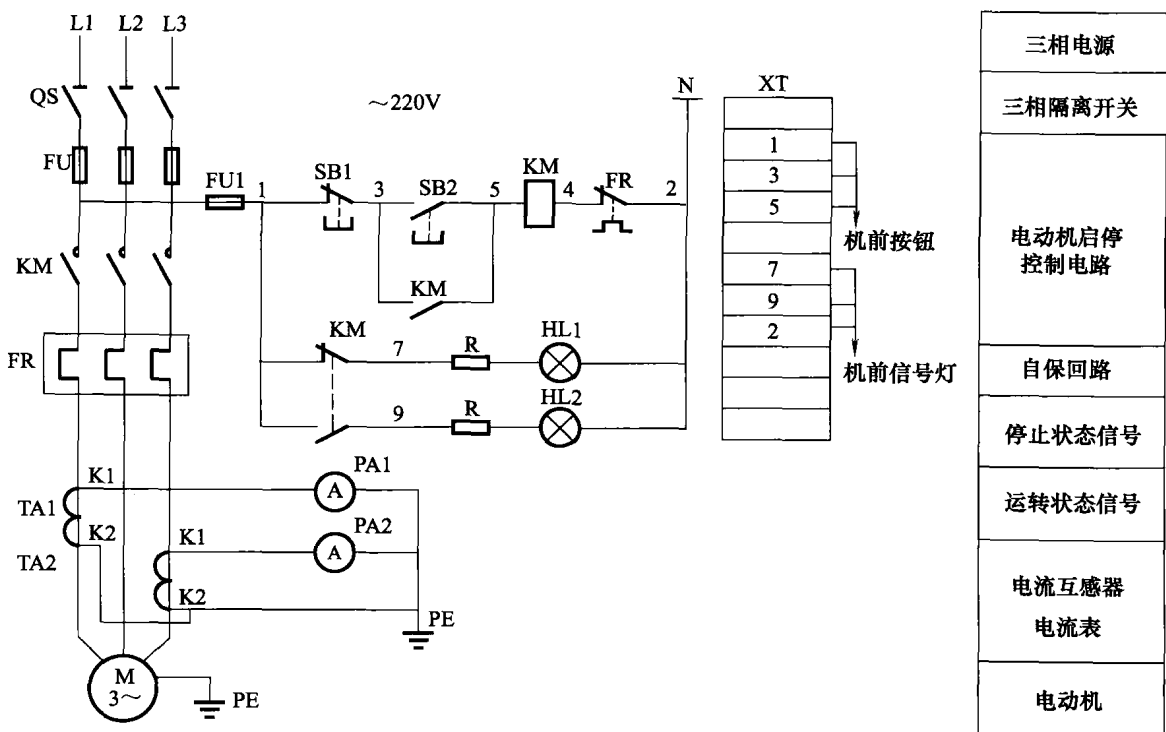 L1 L2 L3
QS
FU
FU1
~220V
N
1
SB1
3
SB2
5
KM
4
FR
2
KM
KM
KM
7
R
HL1
9
R
HL2
FR
K1
PA1
A
TA1
K2
K1
PA2
A
TA2
K2
PE
M
3~
PE
XT
1
3
5
机前按钮
7
9
2
机前信号灯
三相电源
三相隔离开关
电动机启停
控制电路
自保回路
停止状态信号
运转状态信号
电流互感器
电流表
电动机